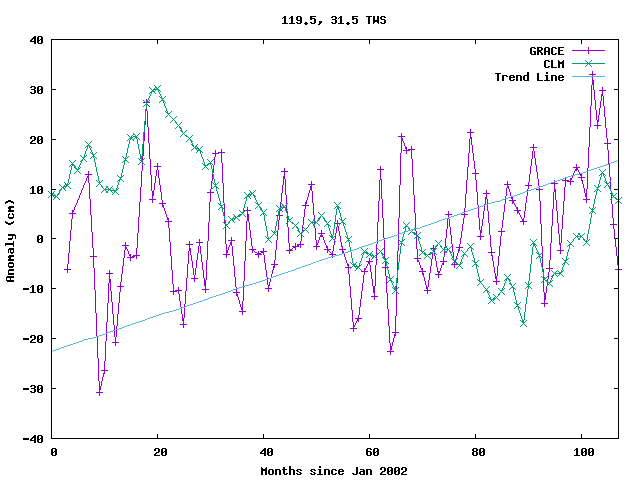 119.5, 31.5 TWS
GRACE
CLM
Trend Line
40
30
20
10
0
-10
-20
-30
-40
Anomaly (cm)
0 20 40 60 80 100
Months since Jan 2002